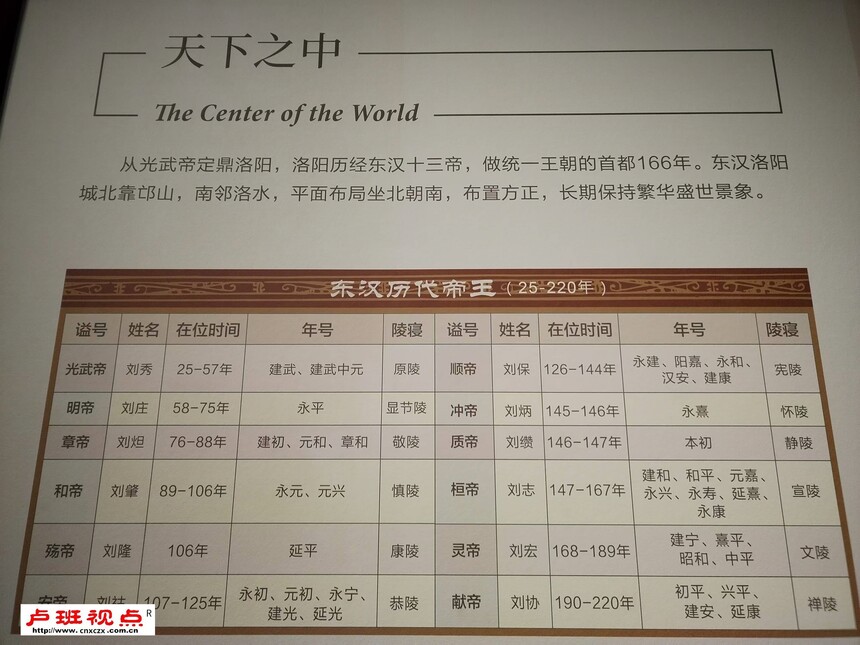 天下之中
The Center of the World
从光武帝定鼎洛阳，洛阳历经东汉十三帝，做统一王朝的首都166年。东汉洛阳
城北靠邙山，南邻洛水，平面布局坐北朝南，布置方正，长期保持繁华盛世景象。
东汉历代帝王（25-220年）
谥号 姓名 在位时间 年号 陵寝 谥号 姓名 在位时间 年号 陵寝
光武帝 刘秀 25-57年 建武、建武中元 原陵 顺帝 刘保 126-144年 永建、阳嘉、永和、
汉安、建康 宪陵
明帝 刘庄 58-75年 永平 显节陵 冲帝 刘炳 145-146年 永熹 怀陵
章帝 刘炟 76-88年 建初、元和、章和 敬陵 质帝 刘缵 146-147年 本初 静陵
和帝 刘肇 89-106年 永元、元兴 慎陵 桓帝 刘志 147-167年 建和、和平、元嘉、
永兴、永寿、延熹、
永康 宣陵
殇帝 刘隆 106年 延平 康陵 灵帝 刘宏 168-189年 建宁、熹平、
昭和、中平 文陵
安帝 刘祜 107-125年 永初、元初、永宁、
建光、延光 恭陵 献帝 刘协 190-220年 初平、兴平、
建安、延康 禅陵
卢班视点R
http://www.cnxczx.com.cn